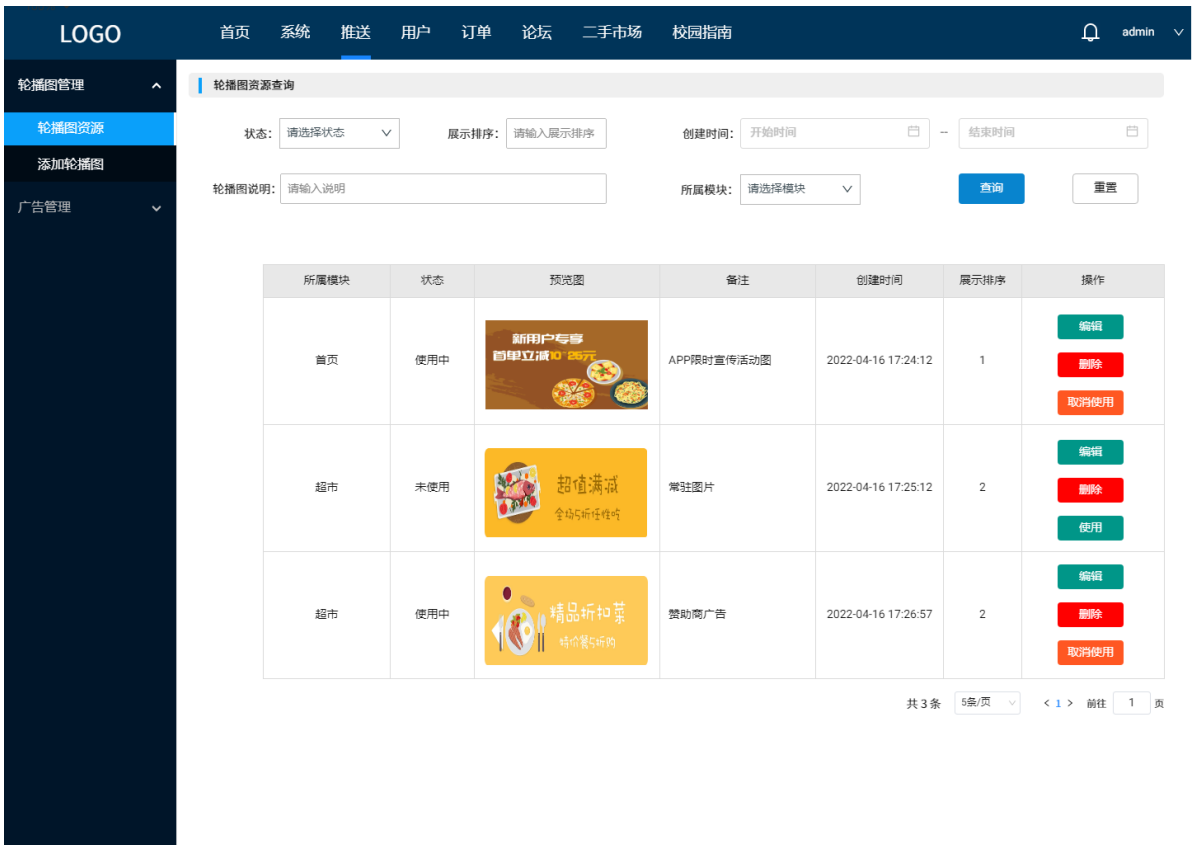 LOGO 首页 系统 推送 用户 订单 论坛 二手市场 校园指南 admin
轮播图管理
轮播图资源
添加轮播图
广告管理
轮播图资源查询
状态: 请选择状态 展示排序: 请输入展示排序 创建时间: 开始时间 -- 结束时间
轮播图说明: 请输入说明 所属模块: 请选择模块 查询 重置
所属模块 状态 预览图 备注 创建时间 展示排序 操作
首页 使用中 APP限时宣传活动图 2022-04-16 17:24:12 1
新用户专享
首单立减10~25元
编辑
删除
取消使用
超市 未使用 常驻图片 2022-04-16 17:25:12 2
超值满减
全场5折任性吃
编辑
删除
使用
超市 使用中 赞助商广告 2022-04-16 17:26:57 2
精品折扣菜
特价餐5折购
编辑
删除
取消使用
共 3 条 5条/页 < 1 > 前往 1 页